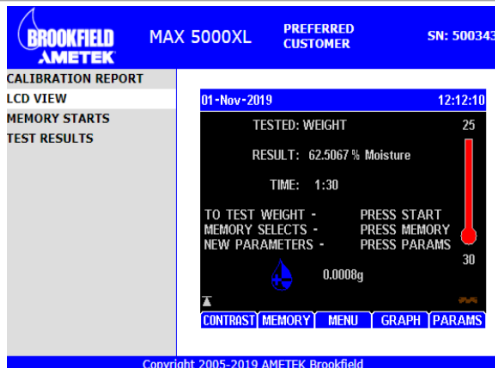 BROOKFIELD
AMETEK
MAX 5000XL
PREFERRED
CUSTOMER
SN: 500343
CALIBRATION REPORT
LCD VIEW
MEMORY STARTS
TEST RESULTS
01-Nov-2019 12:12:10
TESTED: WEIGHT 25
RESULT: 62.5067 % Moisture
TIME: 1:30
TO TEST WEIGHT - PRESS START
MEMORY SELECTS - PRESS MEMORY
NEW PARAMETERS - PRESS PARAMS
30
0.0008g
CONTRAST MEMORY MENU GRAPH PARAMS
Copyright 2005-2019 AMETEK Brookfield